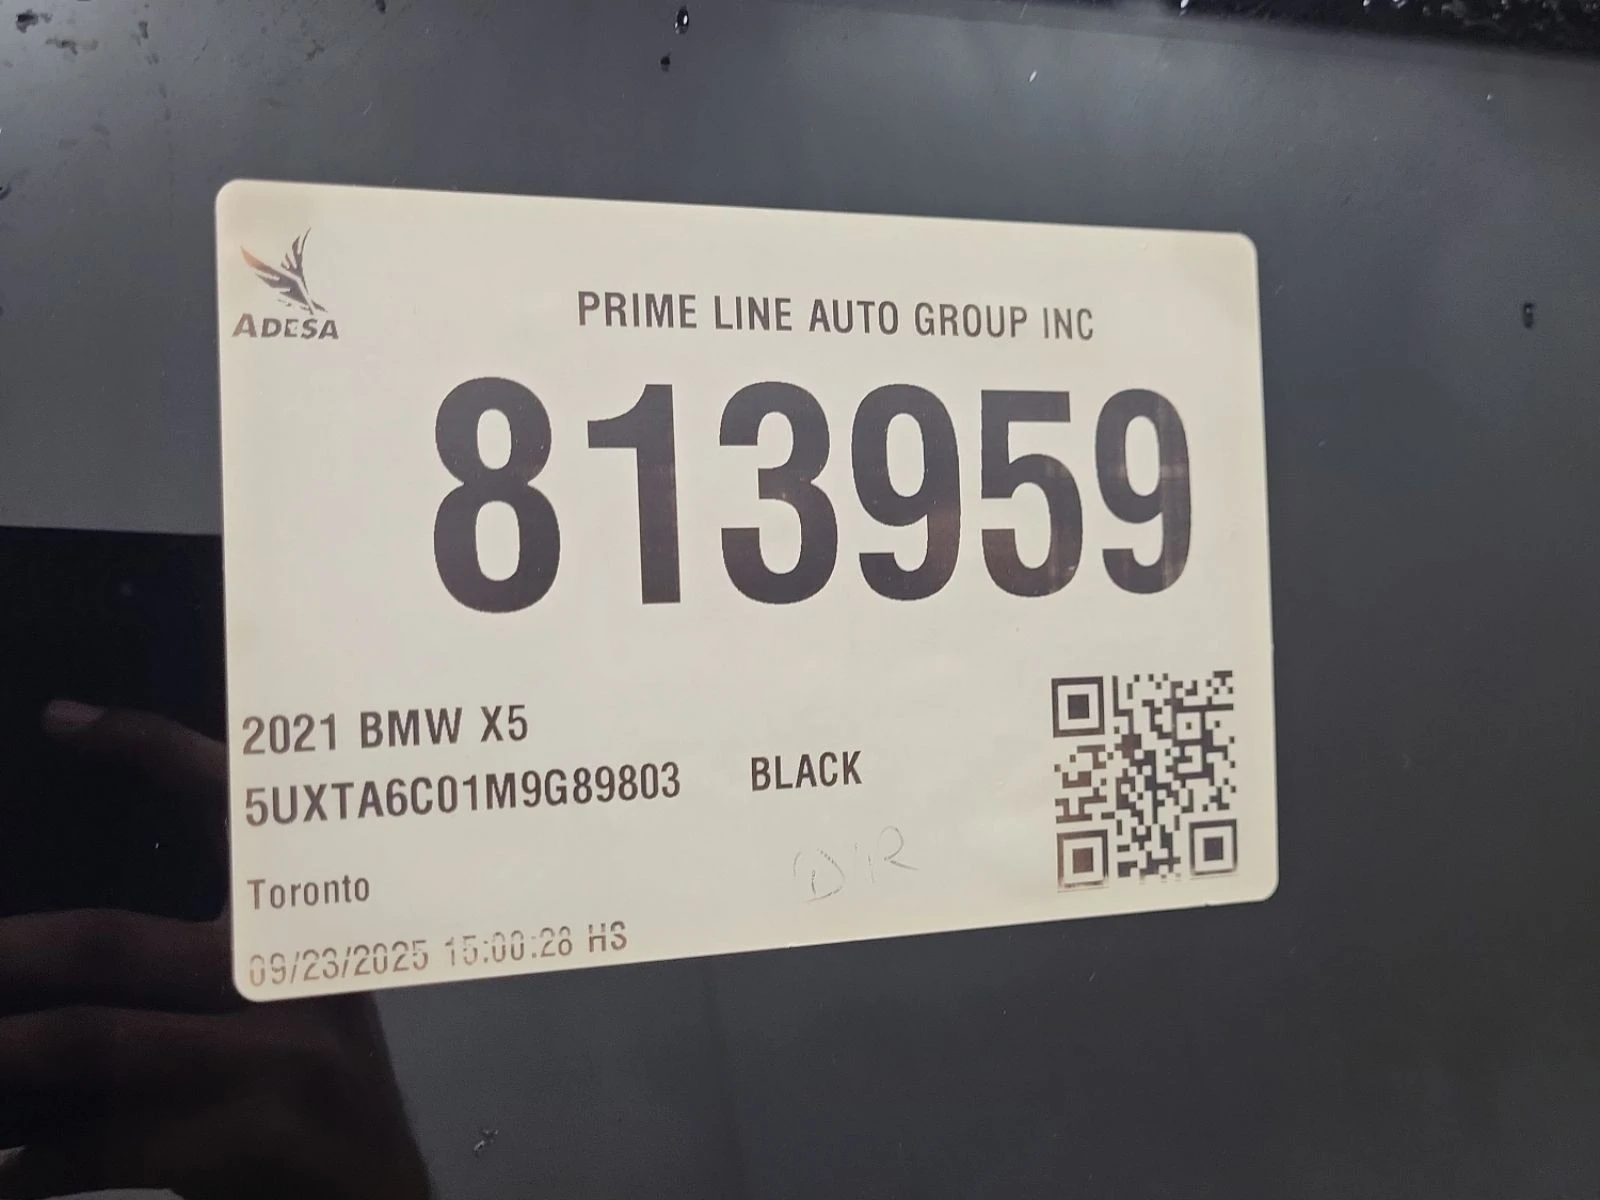 ADESA
PRIME LINE AUTO GROUP INC
813959
2021 BMW X5
5UXTA6C01M9G89803 BLACK
DIR
Toronto
09/23/2025 15:00:28 HS